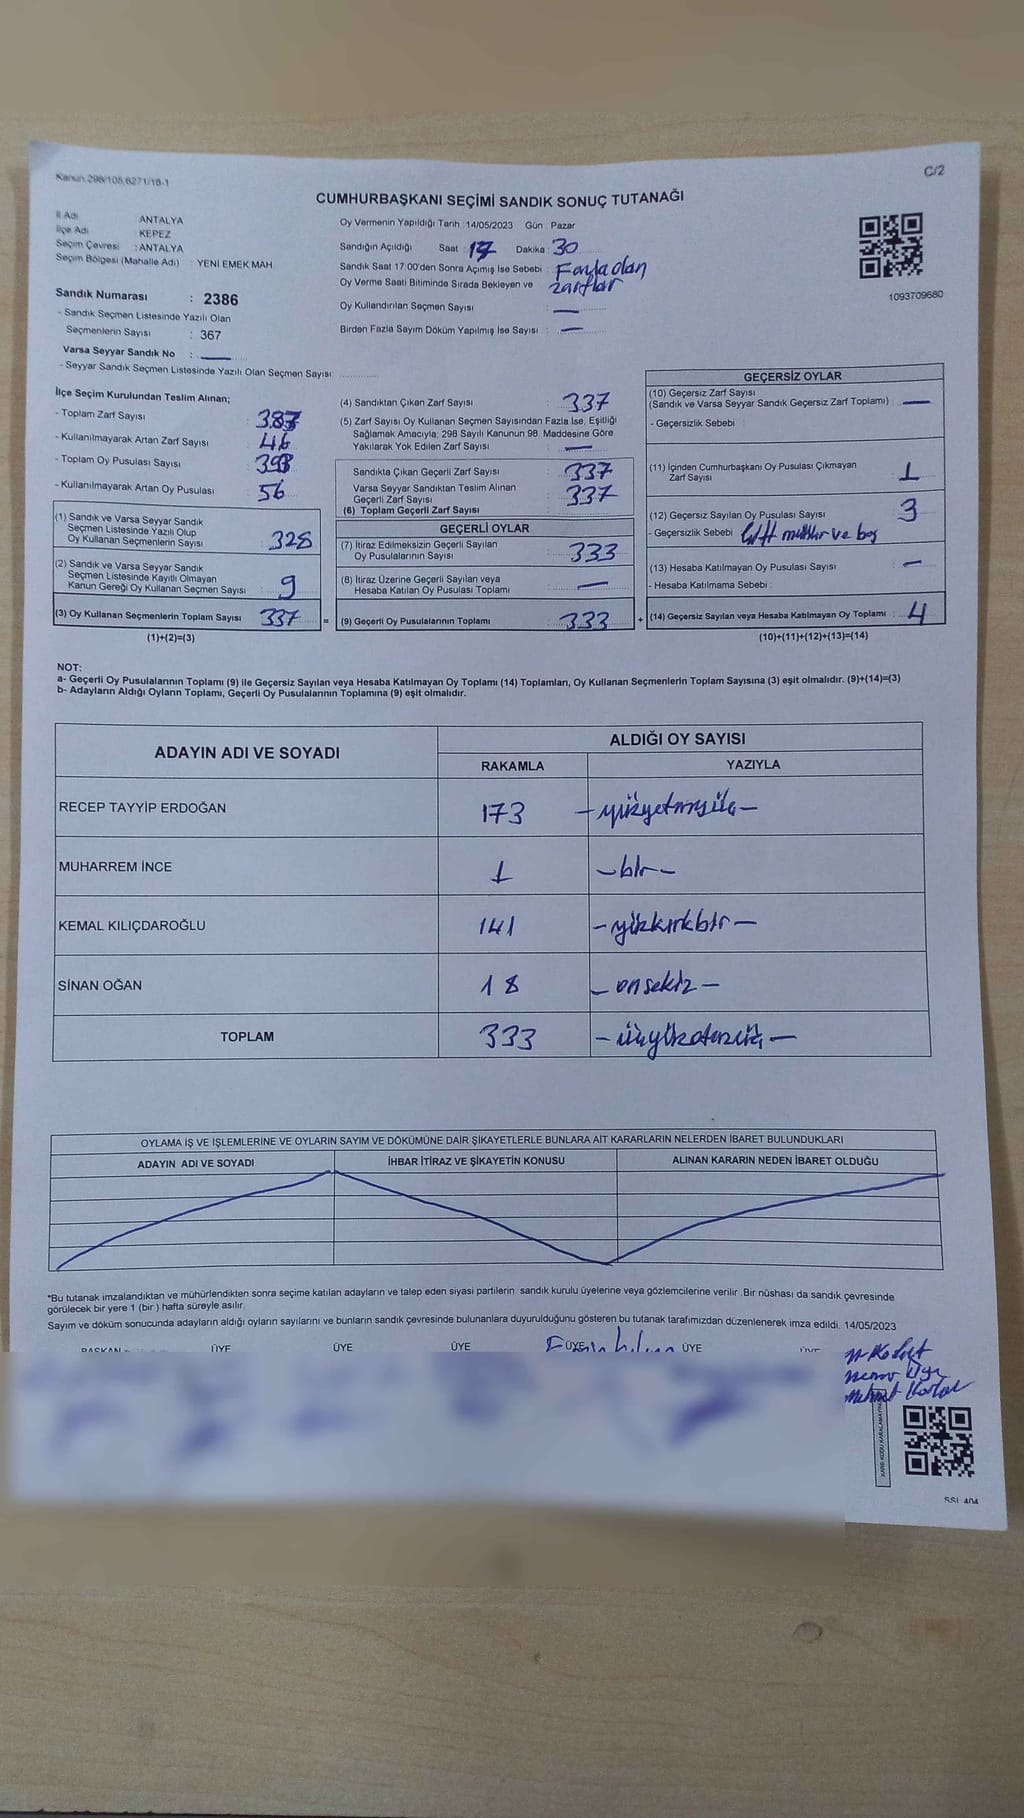 Kanun 298/105,6271/18-1
C/2
CUMHURBAŞKANI SEÇİMİ SANDIK SONUÇ TUTANAĞI
İl Adı : ANTALYA
İlçe Adı : KEPEZ
Seçim Çevresi : ANTALYA
Seçim Bölgesi (Mahalle Adı) : YENİ EMEK MAH
Sandık Numarası : 2386
- Sandık Seçmen Listesinde Yazılı Olan
Seçmenlerin Sayısı : 367
Varsa Seyyar Sandık No : —
- Seyyar Sandık Seçmen Listesinde Yazılı Olan Seçmen Sayısı:
Oy Vermenin Yapıldığı Tarih :14/05/2023 Gün : Pazar
Sandığın Açıldığı Saat : 17 Dakika : 30
Sandık Saat 17:00'den Sonra Açılmış İse Sebebi : Fazla olan
Oy Verme Saati Bitiminde Sırada Bekleyen ve zarflar
Oy Kullandırılan Seçmen Sayısı : —
Birden Fazla Sayım Döküm Yapılmış İse Sayısı : —
1093709680
İlçe Seçim Kurulundan Teslim Alınan;
- Toplam Zarf Sayısı : 383
- Kullanılmayarak Artan Zarf Sayısı : 46
- Toplam Oy Pusulası Sayısı : 393
- Kullanılmayarak Artan Oy Pusulası : 56
(1) Sandık ve Varsa Seyyar Sandık
Seçmen Listesinde Yazılı Olup
Oy Kullanan Seçmenlerin Sayısı : 328
(2) Sandık ve Varsa Seyyar Sandık
Seçmen Listesinde Kayıtlı Olmayan
Kanun Gereği Oy Kullanan Seçmen Sayısı : 9
(3) Oy Kullanan Seçmenlerin Toplam Sayısı : 337
(1)+(2)=(3)
=
(4) Sandıktan Çıkan Zarf Sayısı : 337
(5) Zarf Sayısı Oy Kullanan Seçmen Sayısından Fazla İse, Eşitliği
Sağlamak Amacıyla; 298 Sayılı Kanunun 98. Maddesine Göre
Yakılarak Yok Edilen Zarf Sayısı : —
Sandıkta Çıkan Geçerli Zarf Sayısı : 337
Varsa Seyyar Sandıktan Teslim Alınan
Geçerli Zarf Sayısı : 337
(6) Toplam Geçerli Zarf Sayısı
GEÇERLİ OYLAR
(7) İtiraz Edilmeksizin Geçerli Sayılan
Oy Pusulalarının Sayısı : 333
(8) İtiraz Üzerine Geçerli Sayılan veya
Hesaba Katılan Oy Pusulası Toplamı : —
(9) Geçerli Oy Pusulalarının Toplamı : 333
+
GEÇERSİZ OYLAR
(10) Geçersiz Zarf Sayısı
(Sandık ve Varsa Seyyar Sandık Geçersiz Zarf Toplamı) : —
- Geçersizlik Sebebi :
(11) İçinden Cumhurbaşkanı Oy Pusulası Çıkmayan
Zarf Sayısı : 1
(12) Geçersiz Sayılan Oy Pusulası Sayısı : 3
- Geçersizlik Sebebi : Çift mühür ve boş
(13) Hesaba Katılmayan Oy Pusulası Sayısı : —
- Hesaba Katılmama Sebebi :
(14) Geçersiz Sayılan veya Hesaba Katılmayan Oy Toplamı : 4
(10)+(11)+(12)+(13)=(14)
NOT:
a- Geçerli Oy Pusulalarının Toplamı (9) ile Geçersiz Sayılan veya Hesaba Katılmayan Oy Toplamı (14) Toplamları, Oy Kullanan Seçmenlerin Toplam Sayısına (3) eşit olmalıdır. (9)+(14)=(3)
b- Adayların Aldığı Oyların Toplamı, Geçerli Oy Pusulalarının Toplamına (9) eşit olmalıdır.
ADAYIN ADI VE SOYADI
ALDIĞI OY SAYISI
RAKAMLA YAZIYLA
RECEP TAYYİP ERDOĞAN 173 —yüzyetmişüç—
MUHARREM İNCE 1 —bir—
KEMAL KILIÇDAROĞLU 141 —yüzkırkbir—
SİNAN OĞAN 18 —onsekiz—
TOPLAM 333 —üçyüzotuzüç—
OYLAMA İŞ VE İŞLEMLERİNE VE OYLARIN SAYIM VE DÖKÜMÜNE DAİR ŞİKAYETLERLE BUNLARA AİT KARARLARIN NELERDEN İBARET BULUNDUKLARI
ADAYIN ADI VE SOYADI İHBAR İTİRAZ VE ŞİKAYETİN KONUSU ALINAN KARARIN NEDEN İBARET OLDUĞU
*Bu tutanak imzalandıktan ve mühürlendikten sonra seçime katılan adayların ve talep eden siyasi partilerin sandık kurulu üyelerine veya gözlemcilerine verilir. Bir nüshası da sandık çevresinde
görülecek bir yere 1 (bir) hafta süreyle asılır.
Sayım ve döküm sonucunda adayların aldığı oyların sayılarını ve bunların sandık çevresinde bulunanlara duyurulduğunu gösteren bu tutanak tarafımızdan düzenlenerek imza edildi. 14/05/2023
BAŞKAN ÜYE ÜYE ÜYE ÜYE ÜYE ÜYE